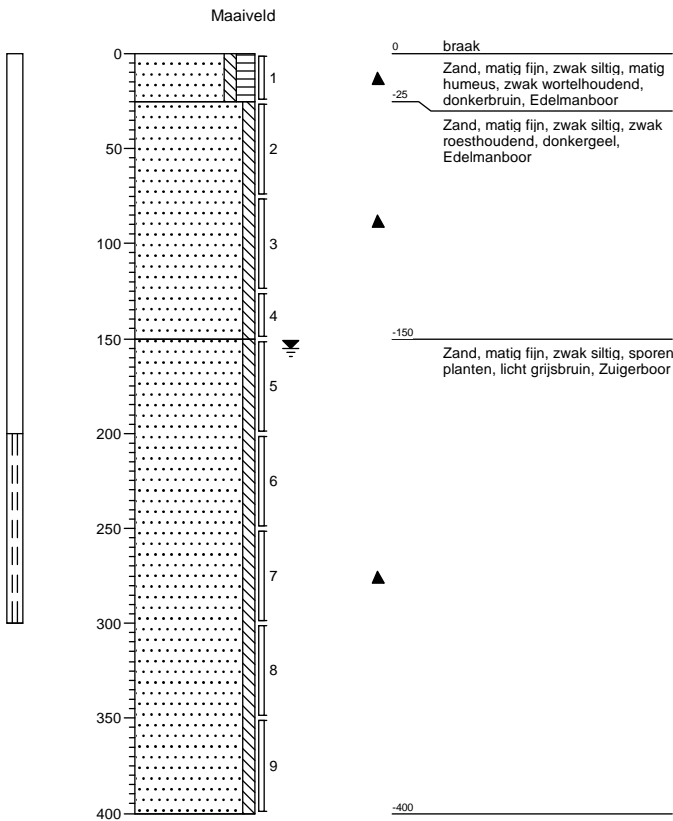 Maaiveld
0
50
100
150
200
250
300
350
400
1
2
3
4
5
6
7
8
9
0
braak
Zand, matig fijn, zwak siltig, matig
humeus, zwak wortelhoudend,
donkerbruin, Edelmanboor
-25
Zand, matig fijn, zwak siltig, zwak
roesthoudend, donkergeel,
Edelmanboor
-150
Zand, matig fijn, zwak siltig, sporen
planten, licht grijsbruin, Zuigerboor
-400